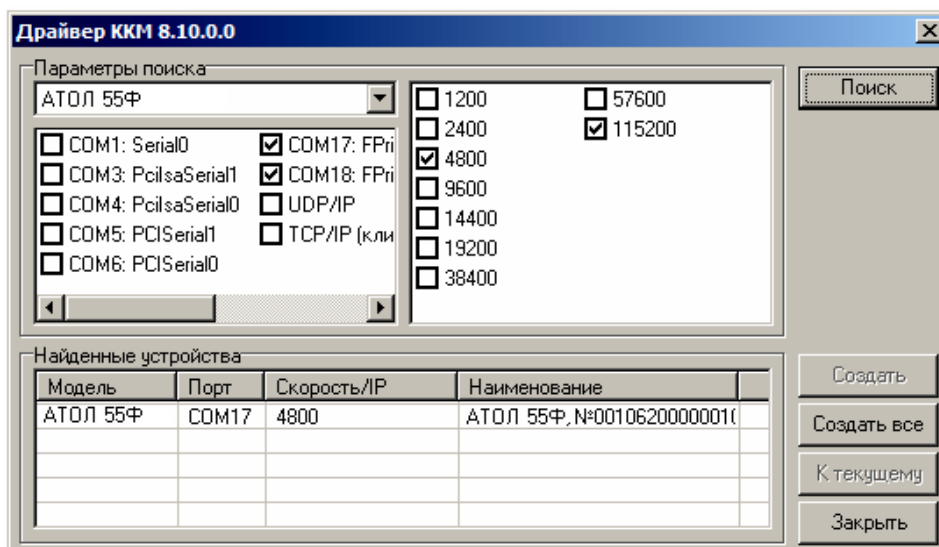 Драйвер ККМ 8.10.0.0
Параметры поиска
АТОЛ 55Ф
COM1: Serial0
COM3: PciIsaSerial1
COM4: PciIsaSerial0
COM5: PCISerial1
COM6: PCISerial0
COM17: FPri
COM18: FPri
UDP/IP
TCP/IP (кли
1200
2400
4800
9600
14400
19200
38400
57600
115200
Поиск
Найденные устройства
Модель Порт Скорость/IP Наименование
АТОЛ 55Ф COM17 4800 АТОЛ 55Ф,№0010620000001(
Создать
Создать все
К текущему
Закрыть